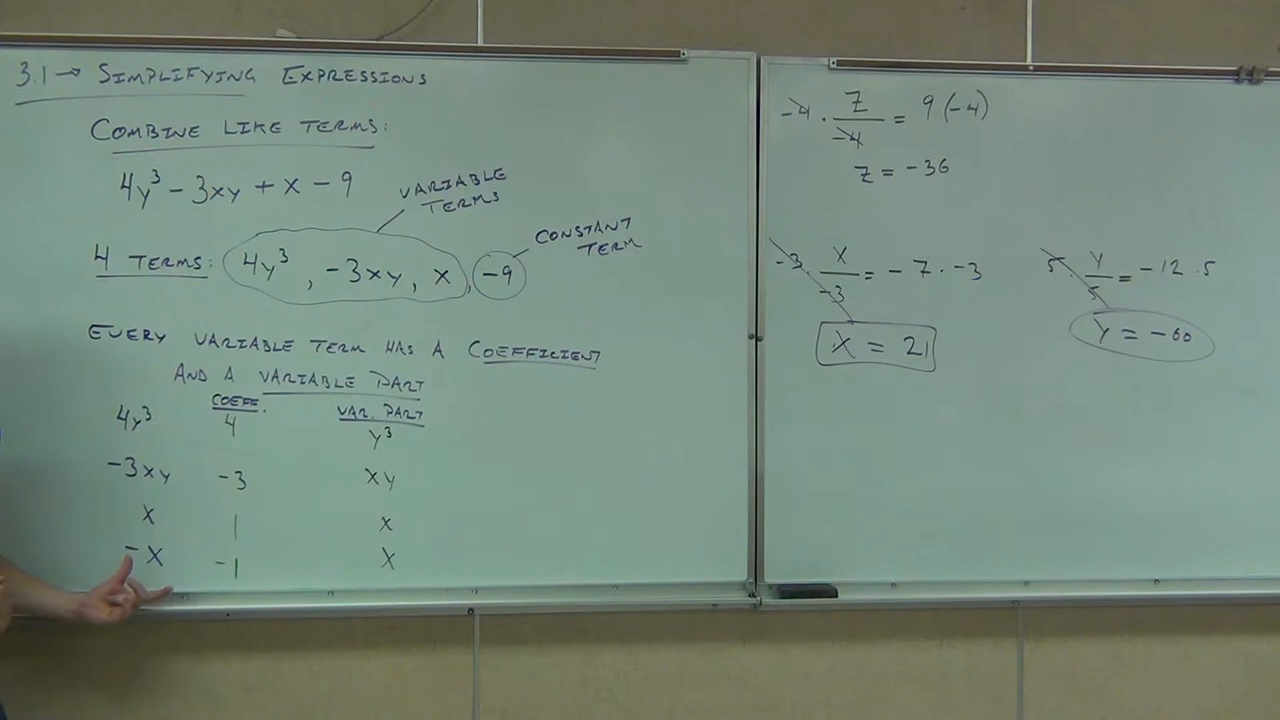 3.1 → SIMPLIFYING EXPRESSIONS
COMBINE LIKE TERMS:
4y³ - 3xy + x - 9
VARIABLE
TERMS
CONSTANT
TERM
4 TERMS: 4y³, -3xy, x, -9
EVERY VARIABLE TERM HAS A COEFFICIENT
AND A VARIABLE PART
COEFF. VAR. PART
4y³ 4 y³
-3xy -3 xy
x 1 x
-x -1 x
-4 · z/-4 = 9(-4)
z = -36
-3 · x/-3 = -7 · -3
x = 21
5 · y/5 = -12 · 5
y = -60